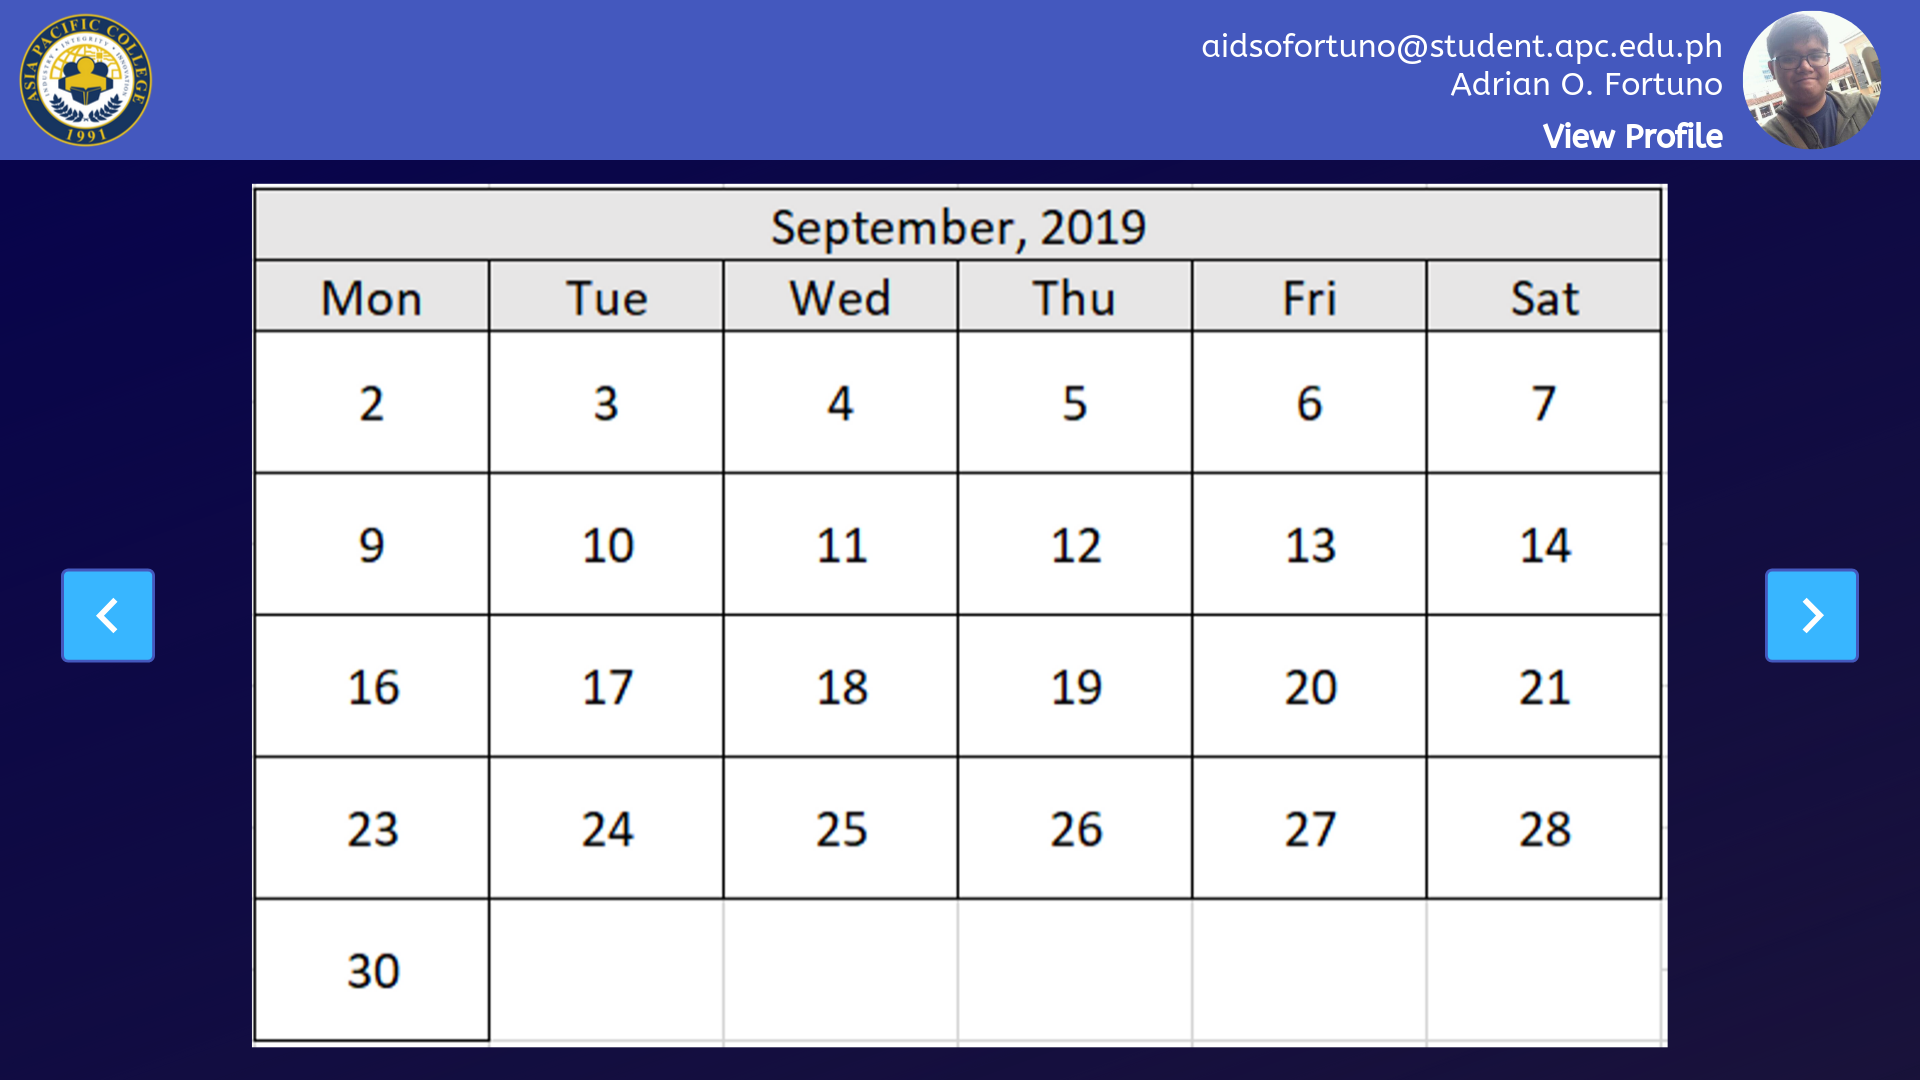 ASIA PACIFIC COLLEGE
INDUSTRY • INTEGRITY • INNOVATION
1991
aidsofortuno@student.apc.edu.ph
Adrian O. Fortuno
View Profile
September, 2019
Mon Tue Wed Thu Fri Sat
2 3 4 5 6 7
9 10 11 12 13 14
16 17 18 19 20 21
23 24 25 26 27 28
30